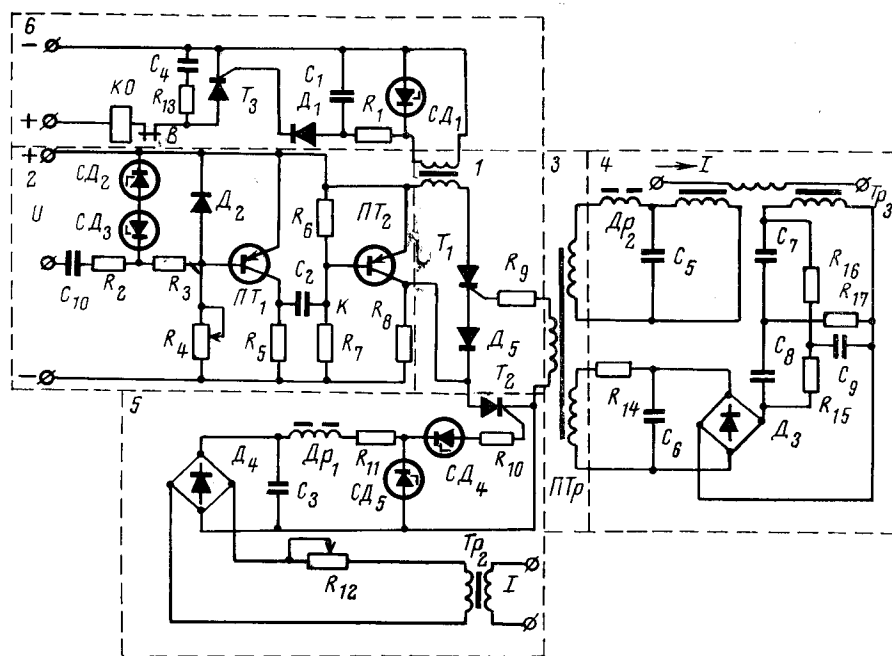 6
−
C4
R13
T3
C1
Д1
R1
СД1
КО
+
В
+
2
СД2
Д2
СД3
U
R6
ПТ2
1
3
4
→ I
Др2
Тр3
C10
R2
R3
ПТ1
C2
К
R4
R5
R7
R8
T1
R9
Д5
T2
C5
C7
R16
R17
C8
C9
R15
−
5
Д4
Др1
R11
СД4
R10
C3
СД5
R14
C6
Д3
ПТр
R12
Тр2
I